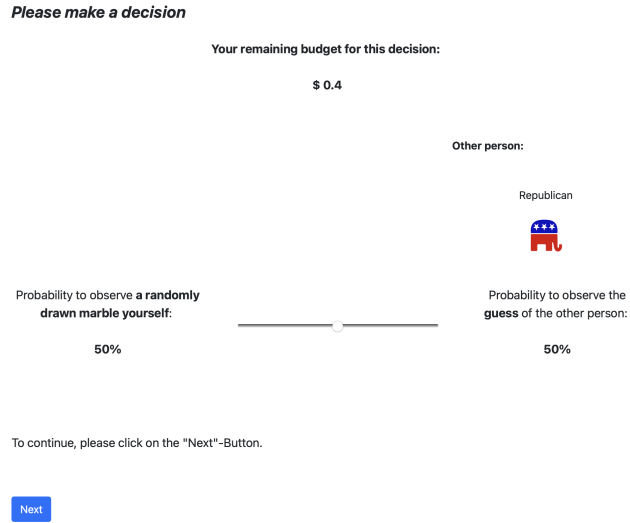 Please make a decision
Your remaining budget for this decision:
$ 0.4
Other person:
Republican
Probability to observe a randomly
drawn marble yourself:
50%
Probability to observe the
guess of the other person:
50%
To continue, please click on the "Next"-Button.
Next